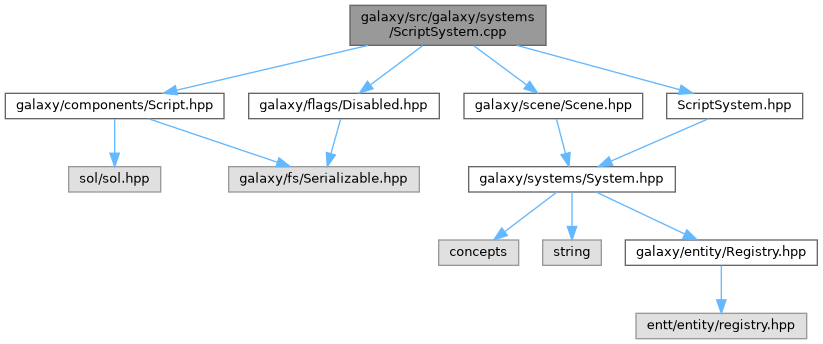 galaxy/src/galaxy/systems
/ScriptSystem.cpp
galaxy/components/Script.hpp
galaxy/flags/Disabled.hpp
galaxy/scene/Scene.hpp
ScriptSystem.hpp
sol/sol.hpp
galaxy/fs/Serializable.hpp
galaxy/systems/System.hpp
concepts
string
galaxy/entity/Registry.hpp
entt/entity/registry.hpp